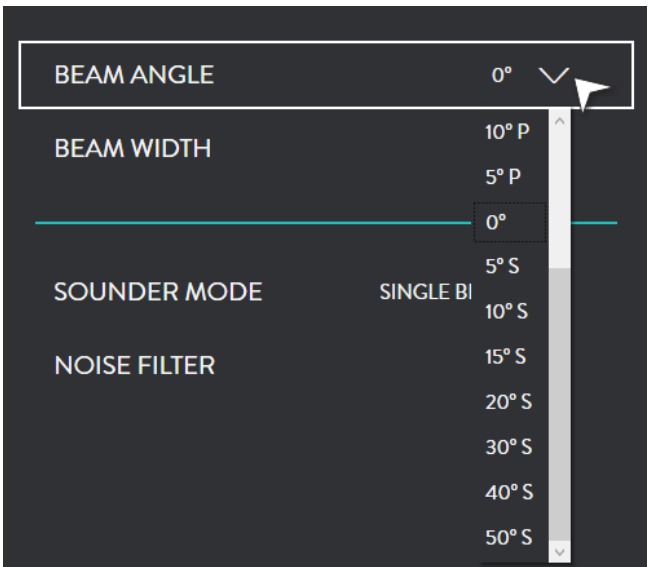 BEAM ANGLE 0°
10° P
BEAM WIDTH
5° P
0°
5° S
SOUNDER MODE SINGLE
10° S
15° S
NOISE FILTER
20° S
30° S
40° S
50° S